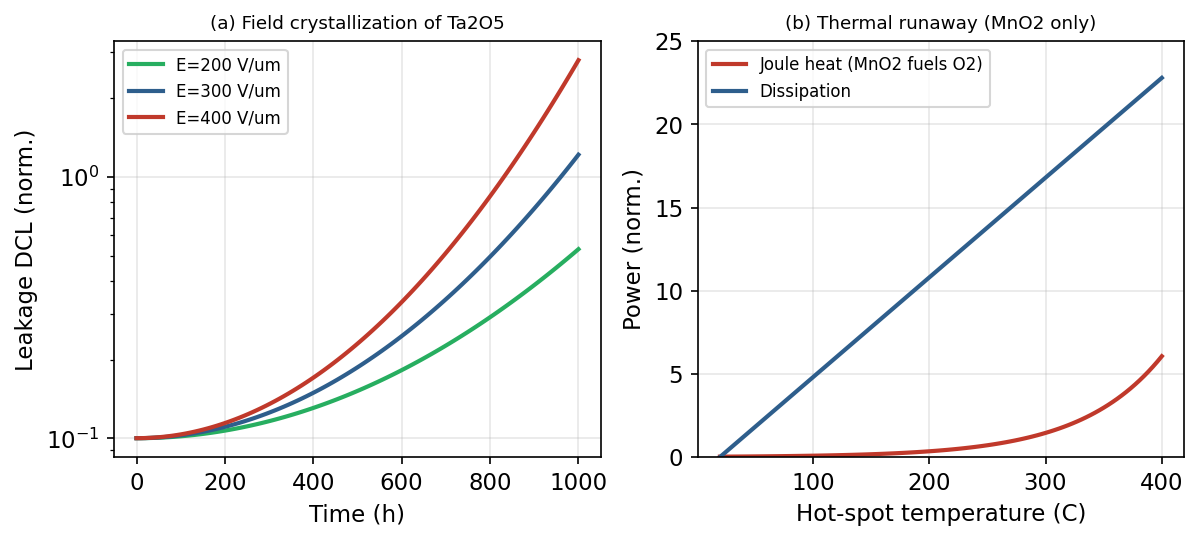 (a) Field crystallization of Ta2O5
E=200 V/um
E=300 V/um
E=400 V/um
Leakage DCL (norm.)
10⁰
10⁻¹
0 200 400 600 800 1000
Time (h)
(b) Thermal runaway (MnO2 only)
Joule heat (MnO2 fuels O2)
Dissipation
Power (norm.)
25
20
15
10
5
0
100 200 300 400
Hot-spot temperature (C)